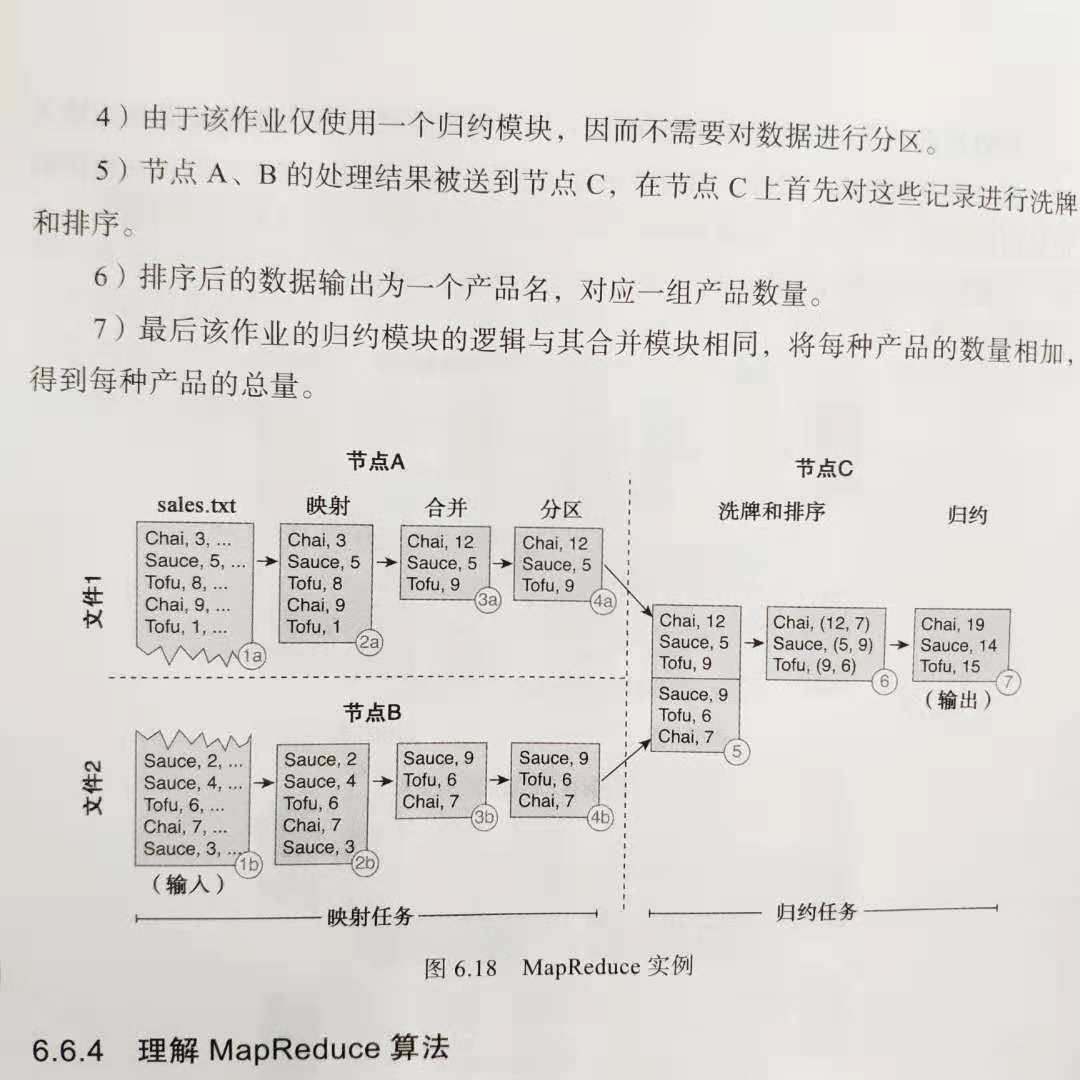 4）由于该作业仅使用一个归约模块，因而不需要对数据进行分区。
5）节点 A、B 的处理结果被送到节点 C，在节点 C 上首先对这些记录进行洗牌
和排序。
6）排序后的数据输出为一个产品名，对应一组产品数量。
7）最后该作业的归约模块的逻辑与其合并模块相同，将每种产品的数量相加，
得到每种产品的总量。
节点A
sales.txt
映射
合并
分区
文件1
Chai, 3, ...
Sauce, 5, ...
Tofu, 8, ...
Chai, 9, ...
Tofu, 1, ...
1a
Chai, 3
Sauce, 5
Tofu, 8
Chai, 9
Tofu, 1
2a
Chai, 12
Sauce, 5
Tofu, 9
3a
Chai, 12
Sauce, 5
Tofu, 9
4a
节点B
文件2
Sauce, 2, ...
Sauce, 4, ...
Tofu, 6, ...
Chai, 7, ...
Sauce, 3, ...
1b
（输入）
Sauce, 2
Sauce, 4
Tofu, 6
Chai, 7
Sauce, 3
2b
Sauce, 9
Tofu, 6
Chai, 7
3b
Sauce, 9
Tofu, 6
Chai, 7
4b
映射任务
节点C
洗牌和排序
归约
Chai, 12
Sauce, 5
Tofu, 9
Sauce, 9
Tofu, 6
Chai, 7
5
Chai, (12, 7)
Sauce, (5, 9)
Tofu, (9, 6)
6
Chai, 19
Sauce, 14
Tofu, 15
7
（输出）
归约任务
图 6.18 MapReduce 实例
6.6.4 理解 MapReduce 算法